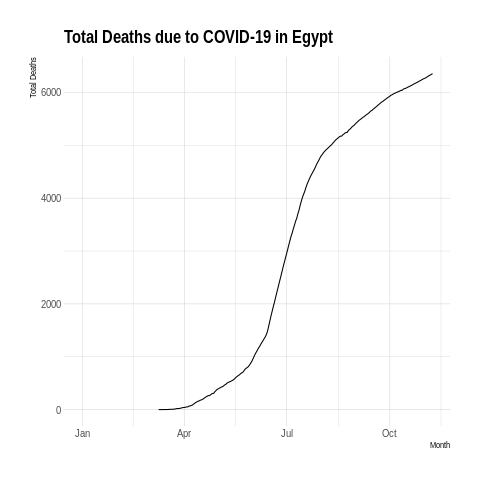 Total Deaths due to COVID-19 in Egypt
Total Deaths
6000
4000
2000
0
Jan Apr Jul Oct
Month